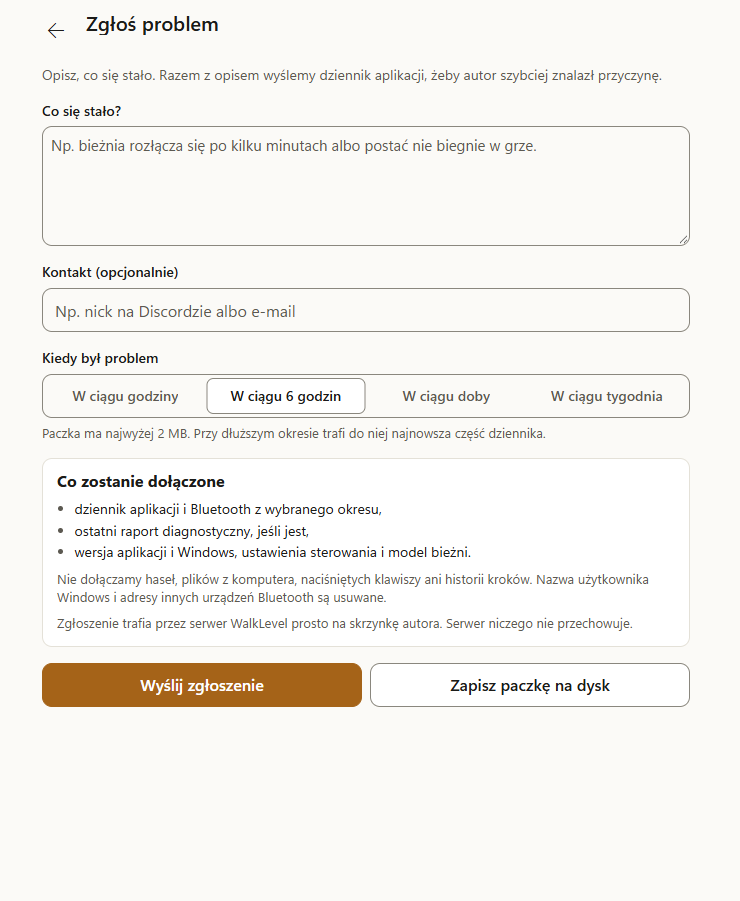 Zgłoś problem
Opisz, co się stało. Razem z opisem wyślemy dziennik aplikacji, żeby autor szybciej znalazł przyczynę.
Co się stało?
Np. bieżnia rozłącza się po kilku minutach albo postać nie biegnie w grze.
Kontakt (opcjonalnie)
Np. nick na Discordzie albo e-mail
Kiedy był problem
W ciągu godziny W ciągu 6 godzin W ciągu doby W ciągu tygodnia
Paczka ma najwyżej 2 MB. Przy dłuższym okresie trafi do niej najnowsza część dziennika.
Co zostanie dołączone
• dziennik aplikacji i Bluetooth z wybranego okresu,
• ostatni raport diagnostyczny, jeśli jest,
• wersja aplikacji i Windows, ustawienia sterowania i model bieżni.
Nie dołączamy haseł, plików z komputera, naciśniętych klawiszy ani historii kroków. Nazwa użytkownika
Windows i adresy innych urządzeń Bluetooth są usuwane.
Zgłoszenie trafia przez serwer WalkLevel prosto na skrzynkę autora. Serwer niczego nie przechowuje.
Wyślij zgłoszenie Zapisz paczkę na dysk